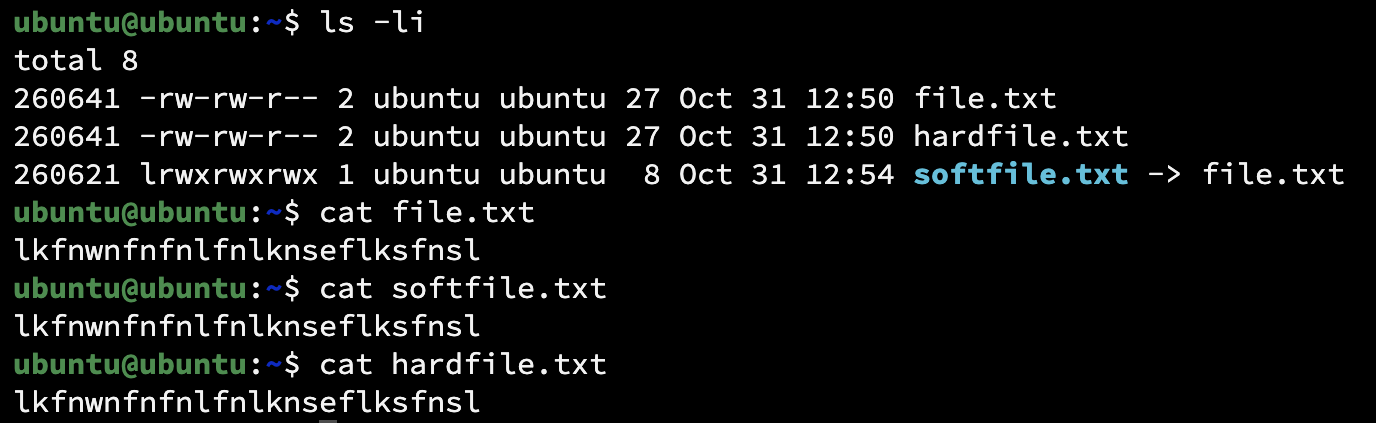 ubuntu@ubuntu:~$ ls -li
total 8
260641 -rw-rw-r-- 2 ubuntu ubuntu 27 Oct 31 12:50 file.txt
260641 -rw-rw-r-- 2 ubuntu ubuntu 27 Oct 31 12:50 hardfile.txt
260621 lrwxrwxrwx 1 ubuntu ubuntu  8 Oct 31 12:54 softfile.txt -> file.txt
ubuntu@ubuntu:~$ cat file.txt
lkfnwnfnfnlfnlknseflksfnsl
ubuntu@ubuntu:~$ cat softfile.txt
lkfnwnfnfnlfnlknseflksfnsl
ubuntu@ubuntu:~$ cat hardfile.txt
lkfnwnfnfnlfnlknseflksfnsl